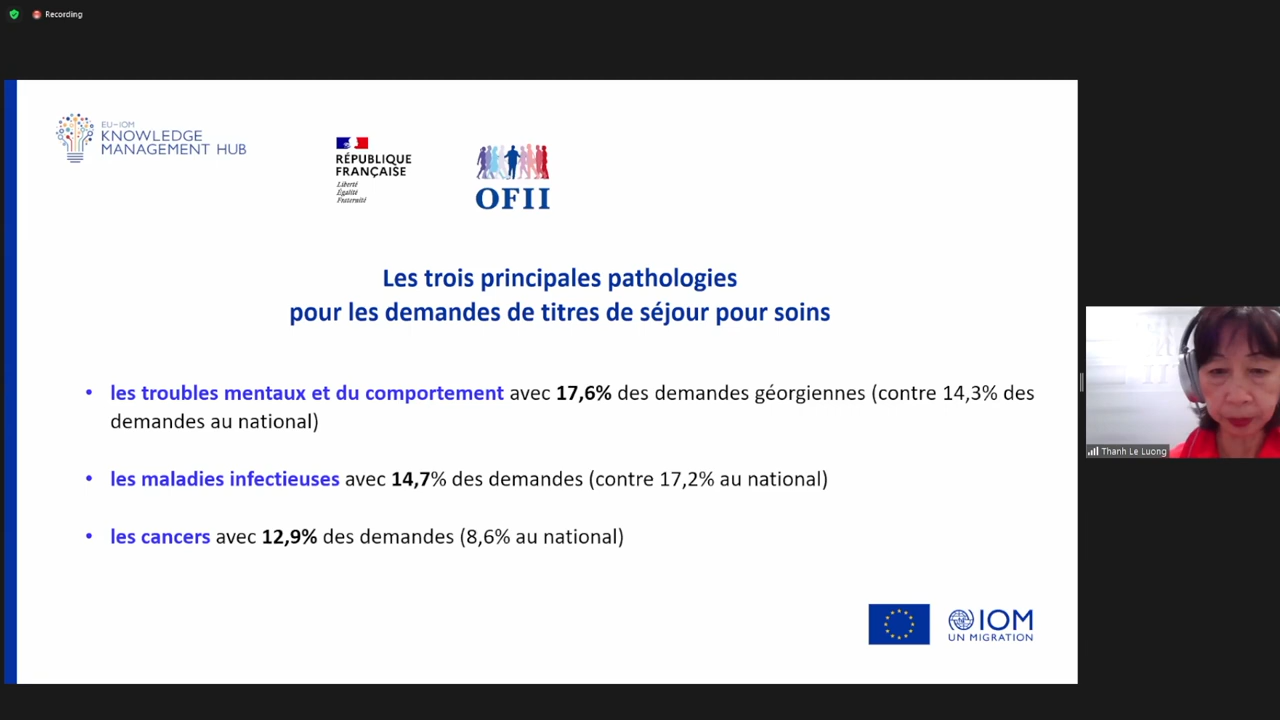 Recording
EU–IOM
KNOWLEDGE
MANAGEMENT HUB
RÉPUBLIQUE
FRANÇAISE
Liberté
Égalité
Fraternité
OFII
Les trois principales pathologies
pour les demandes de titres de séjour pour soins
• les troubles mentaux et du comportement avec 17,6% des demandes géorgiennes (contre 14,3% des
demandes au national)
• les maladies infectieuses avec 14,7% des demandes (contre 17,2% au national)
• les cancers avec 12,9% des demandes (8,6% au national)
Thanh Le Luong
IOM
UN MIGRATION